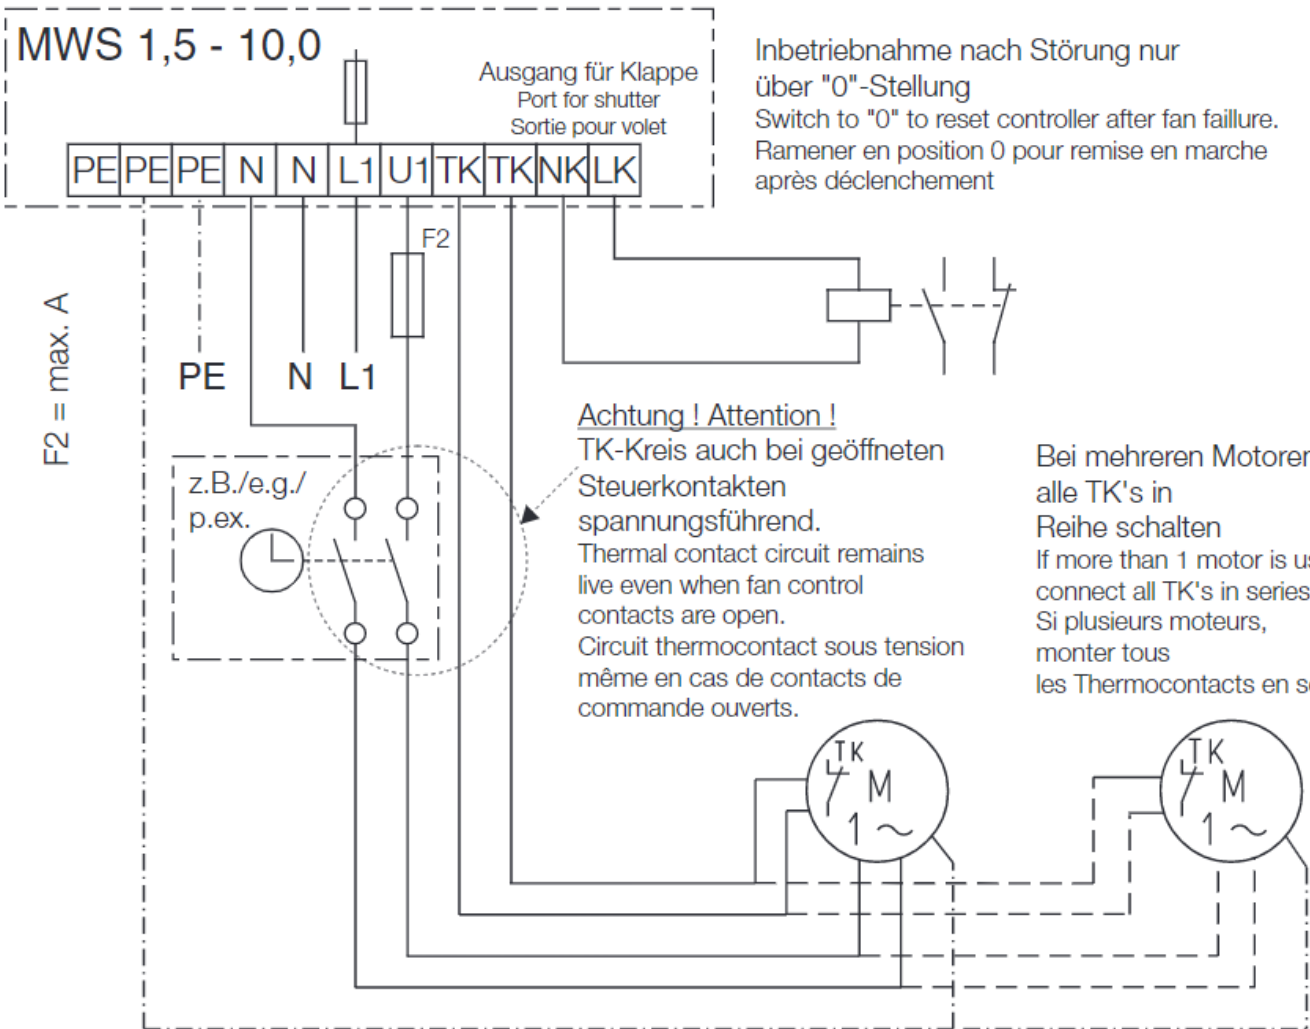 MWS 1,5 - 10,0
Ausgang für Klappe
Port for shutter
Sortie pour volet
PE PE PE N N L1 U1 TK TK NK LK
Inbetriebnahme nach Störung nur
über "0"-Stellung
Switch to "0" to reset controller after fan faillure.
Ramener en position 0 pour remise en marche
après déclenchement
F2
F2 = max. A
PE N L1
z.B./e.g./
p.ex.
Achtung ! Attention !
TK-Kreis auch bei geöffneten
Steuerkontakten
spannungsführend.
Thermal contact circuit remains
live even when fan control
contacts are open.
Circuit thermocontact sous tension
même en cas de contacts de
commande ouverts.
Bei mehreren Motoren
alle TK's in
Reihe schalten
If more than 1 motor is us
connect all TK's in series
Si plusieurs moteurs,
monter tous
les Thermocontacts en s
TK
M
1 ~
TK
M
1 ~